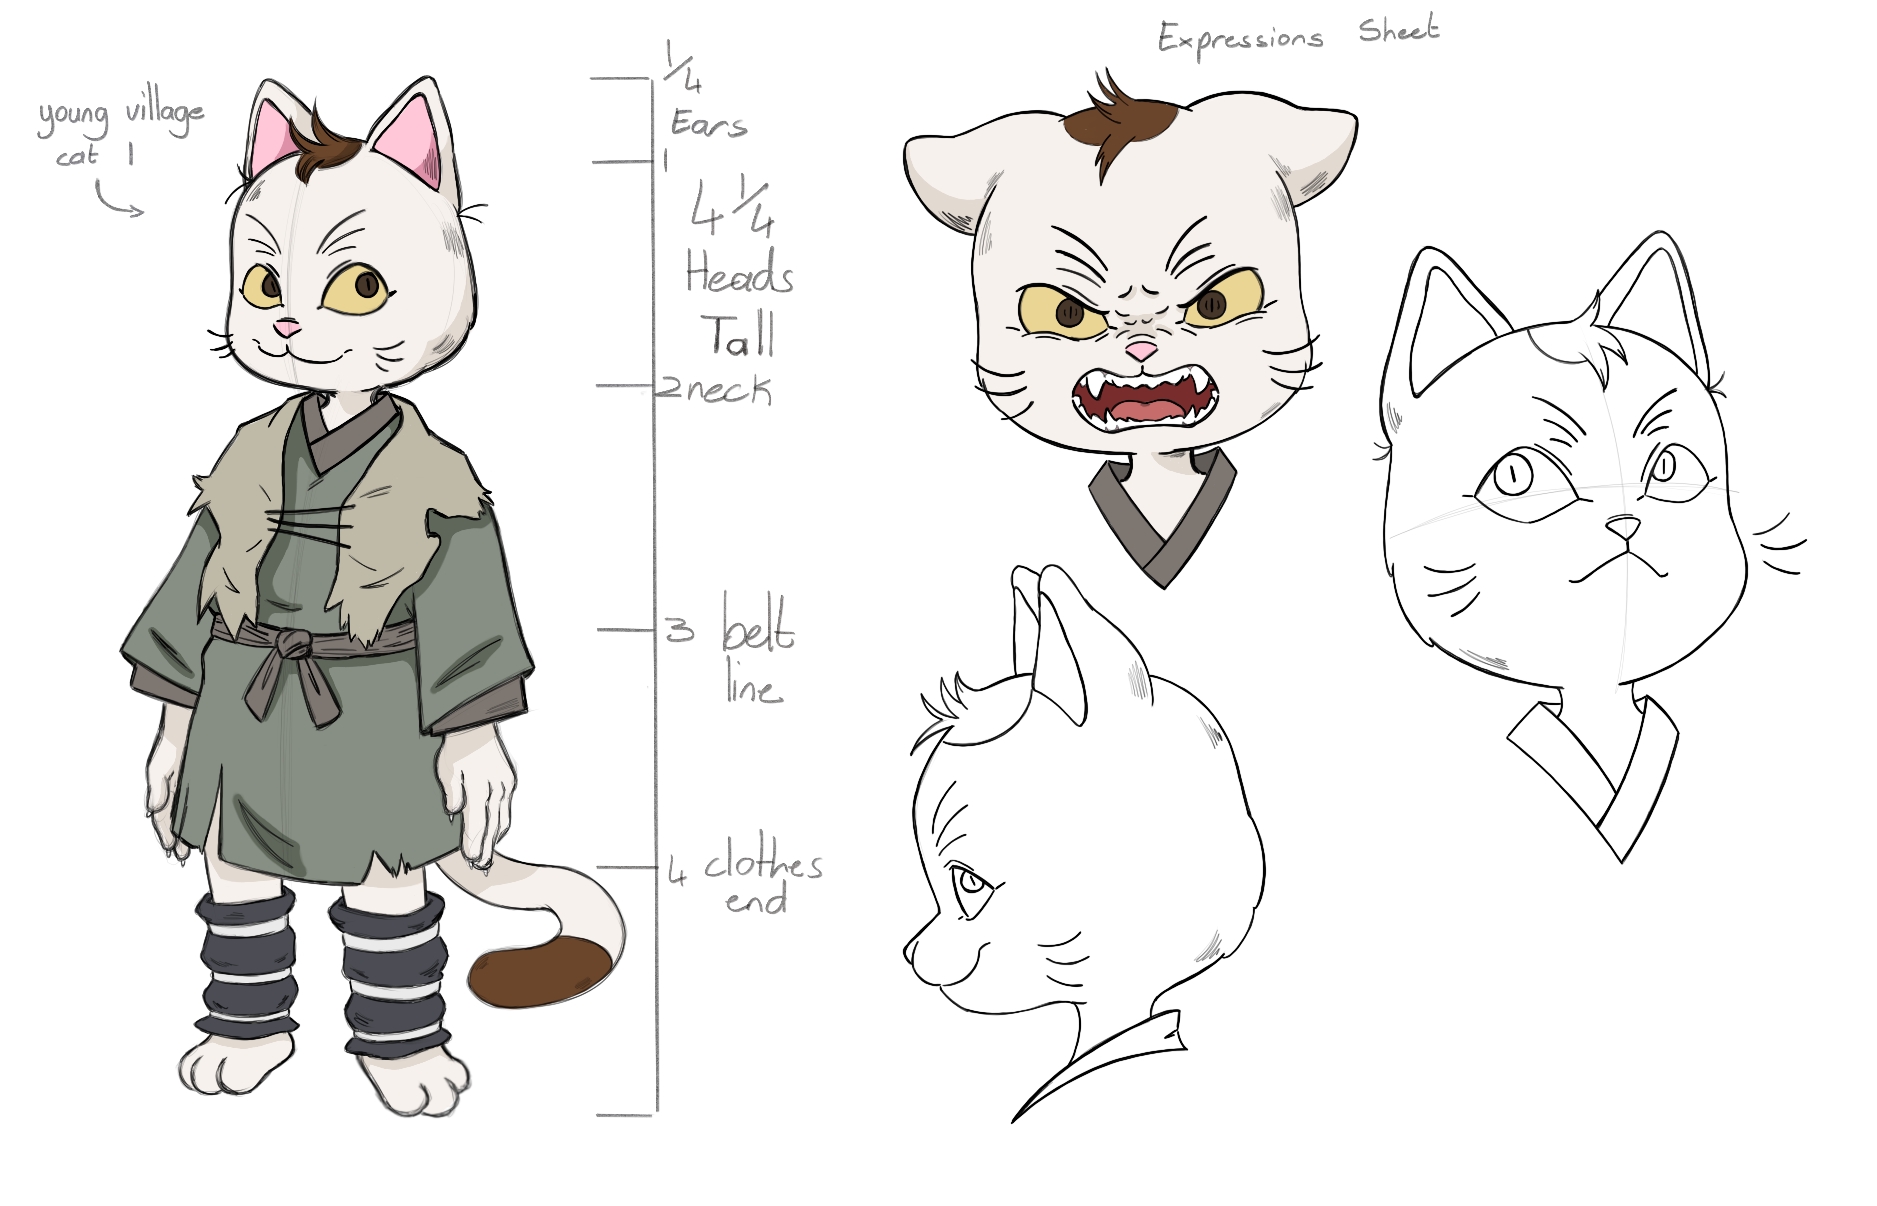 young village
cat 1
1/4
Ears
1
4 1/4
Heads
Tall
2 neck
3 belt
line
4 clothes
end
Expressions Sheet